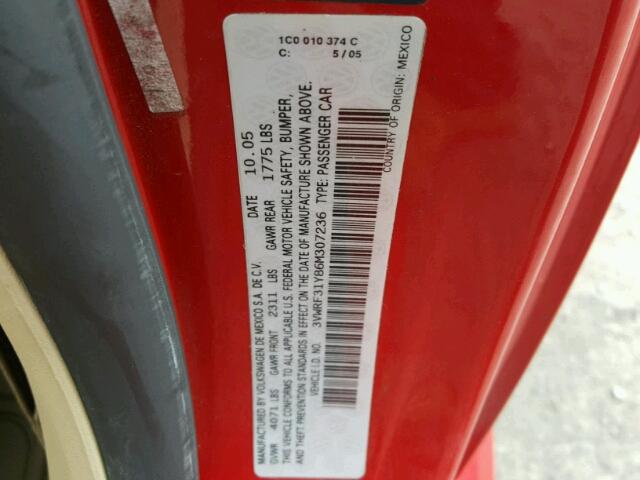 1C0 010 374 C
C: 5/05
MANUFACTURED BY VOLKSWAGEN DE MEXICO S.A. DE C.V. DATE 10.05
GVWR 4071 LBS GAWR FRONT 2311 LBS GAWR REAR 1775 LBS
THIS VEHICLE CONFORMS TO ALL APPLICABLE U.S. FEDERAL MOTOR VEHICLE SAFETY, BUMPER,
AND THEFT PREVENTION STANDARDS IN EFFECT ON THE DATE OF MANUFACTURE SHOWN ABOVE.
VEHICLE I.D. NO. 3VWRF31Y86M307236 TYPE: PASSENGER CAR
COUNTRY OF ORIGIN: MEXICO